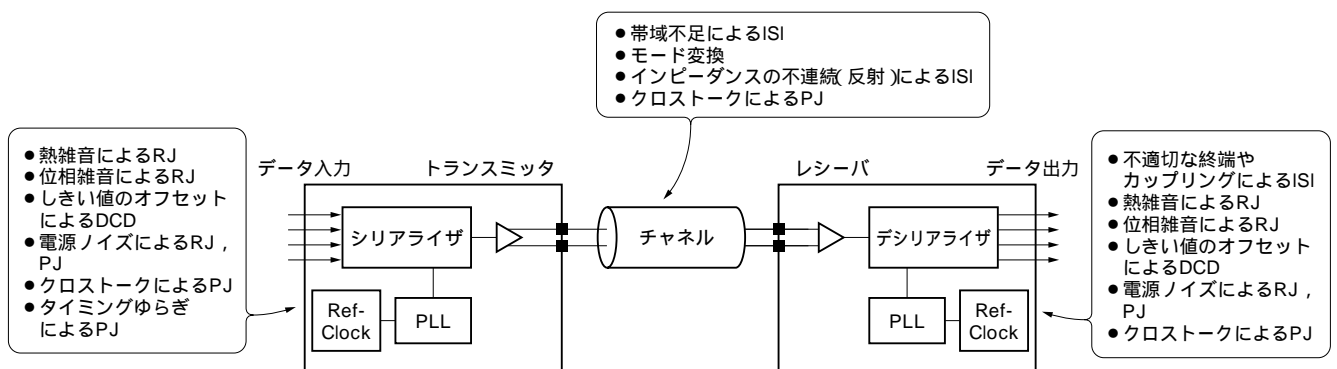 ●帯域不足によるISI
●モード変換
●インピーダンスの不連続(反射)によるISI
●クロストークによるPJ
●熱雑音によるRJ
●位相雑音によるRJ
●しきい値のオフセット
によるDCD
●電源ノイズによるRJ,
PJ
●クロストークによるPJ
●タイミングゆらぎ
によるPJ
データ入力
トランスミッタ
シリアライザ
Ref-
Clock
PLL
チャネル
レシーバ
データ出力
デシリアライザ
PLL
Ref-
Clock
●不適切な終端や
カップリングによるISI
●熱雑音によるRJ
●位相雑音によるRJ
●しきい値のオフセット
によるDCD
●電源ノイズによるRJ,
PJ
●クロストークによるPJ